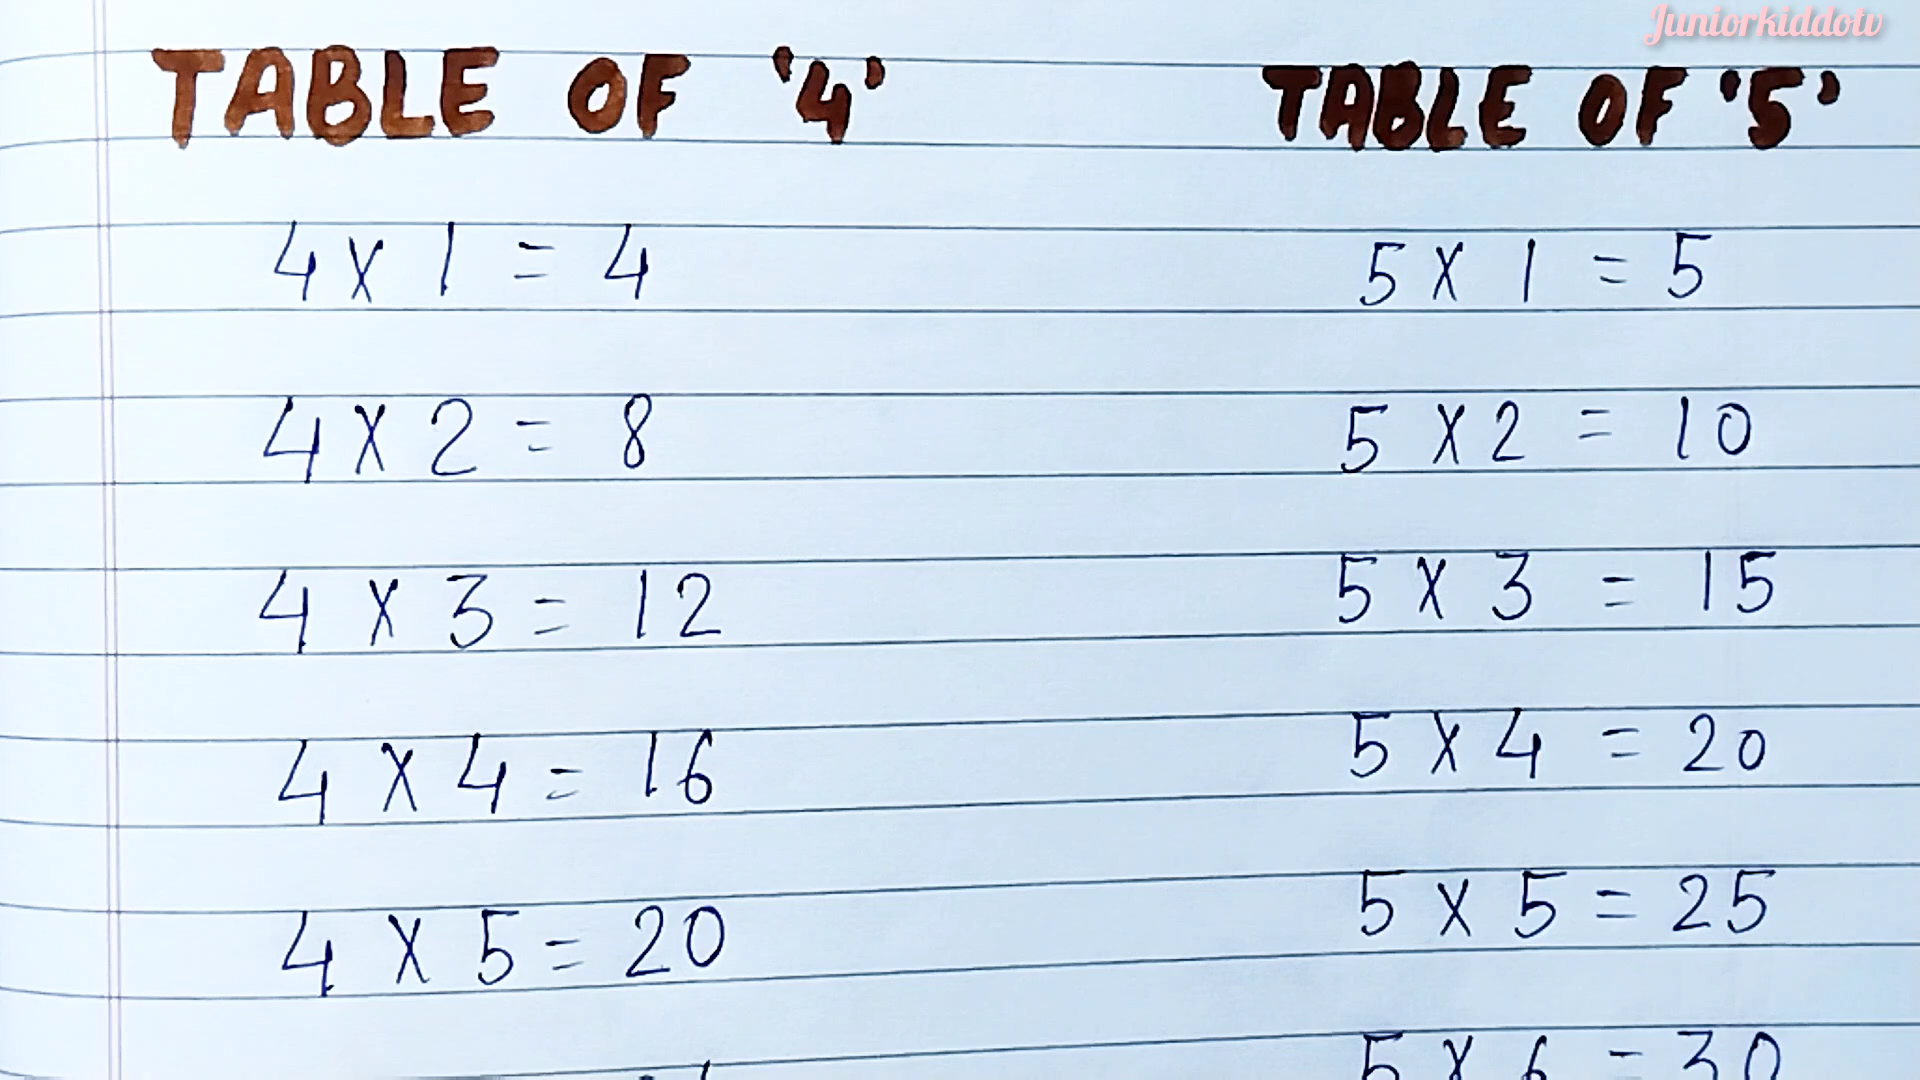 Juniorkiddotv
TABLE OF '4'
4 X 1 = 4
4 X 2 = 8
4 X 3 = 12
4 X 4 = 16
4 X 5 = 20
TABLE OF '5'
5 X 1 = 5
5 X 2 = 10
5 X 3 = 15
5 X 4 = 20
5 X 5 = 25
5 X 6 = 30